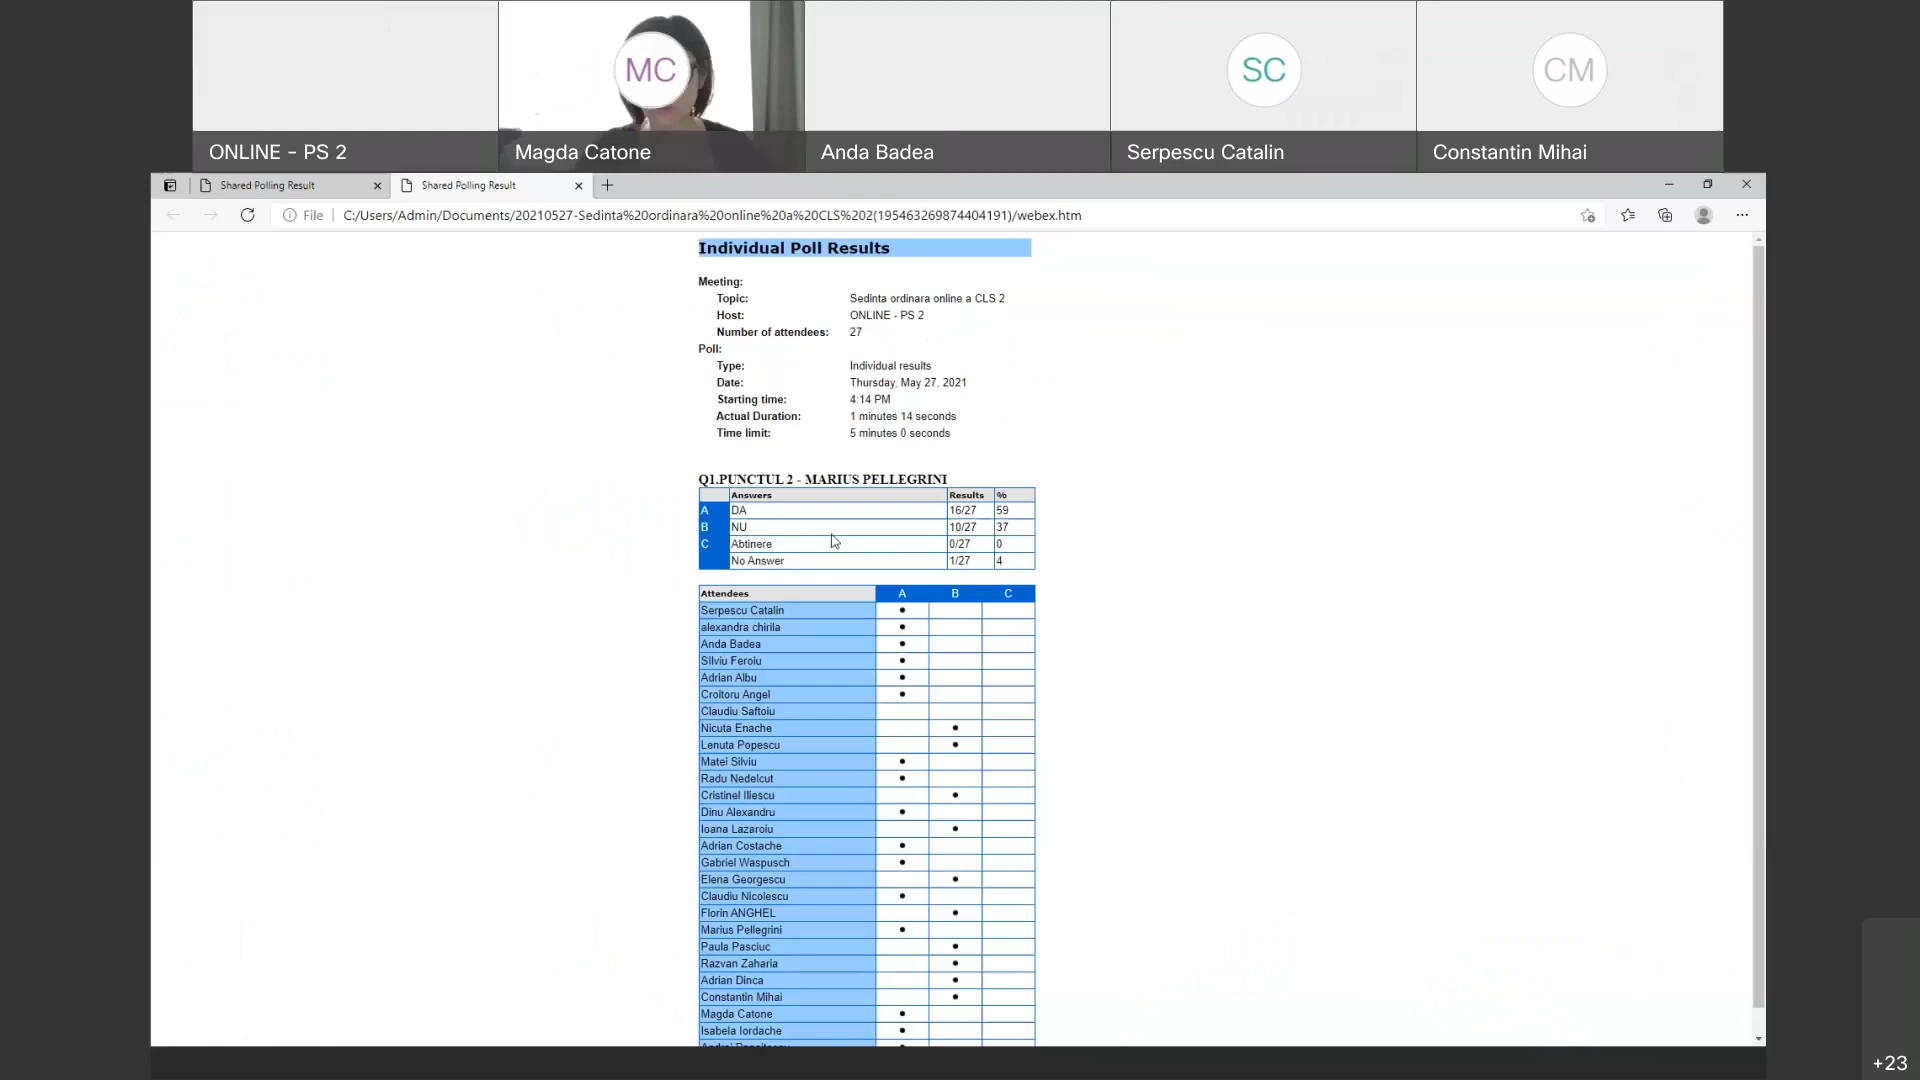 MC
SC
CM
ONLINE - PS 2
Magda Catone
Anda Badea
Serpescu Catalin
Constantin Mihai
Shared Polling Result
Shared Polling Result
File
C:/Users/Admin/Documents/20210527-Sedinta%20ordinara%20online%20a%20CLS%202(195463269874404191)/webex.htm
Individual Poll Results
Meeting:
Topic: Sedinta ordinara online a CLS 2
Host: ONLINE - PS 2
Number of attendees: 27
Poll:
Type: Individual results
Date: Thursday, May 27, 2021
Starting time: 4:14 PM
Actual Duration: 1 minutes 14 seconds
Time limit: 5 minutes 0 seconds
Q1.PUNCTUL 2 - MARIUS PELLEGRINI
Answers Results %
A DA 16/27 59
B NU 10/27 37
C Abtinere 0/27 0
No Answer 1/27 4
Attendees A B C
Serpescu Catalin
alexandra chirila
Anda Badea
SIlviu Feroiu
Adrian Albu
Croitoru Angel
Claudiu Saftoiu
Nicuta Enache
Lenuta Popescu
Matei Silviu
Radu Nedelcut
Cristinel Iliescu
Dinu Alexandru
Ioana Lazaroiu
Adrian Costache
Gabriel Waspusch
Elena Georgescu
Claudiu Nicolescu
Florin ANGHEL
Marius Pellegrini
Paula Pasciuc
Razvan Zaharia
Adrian Dinca
Constantin Mihai
Magda Catone
Isabela Iordache
+23